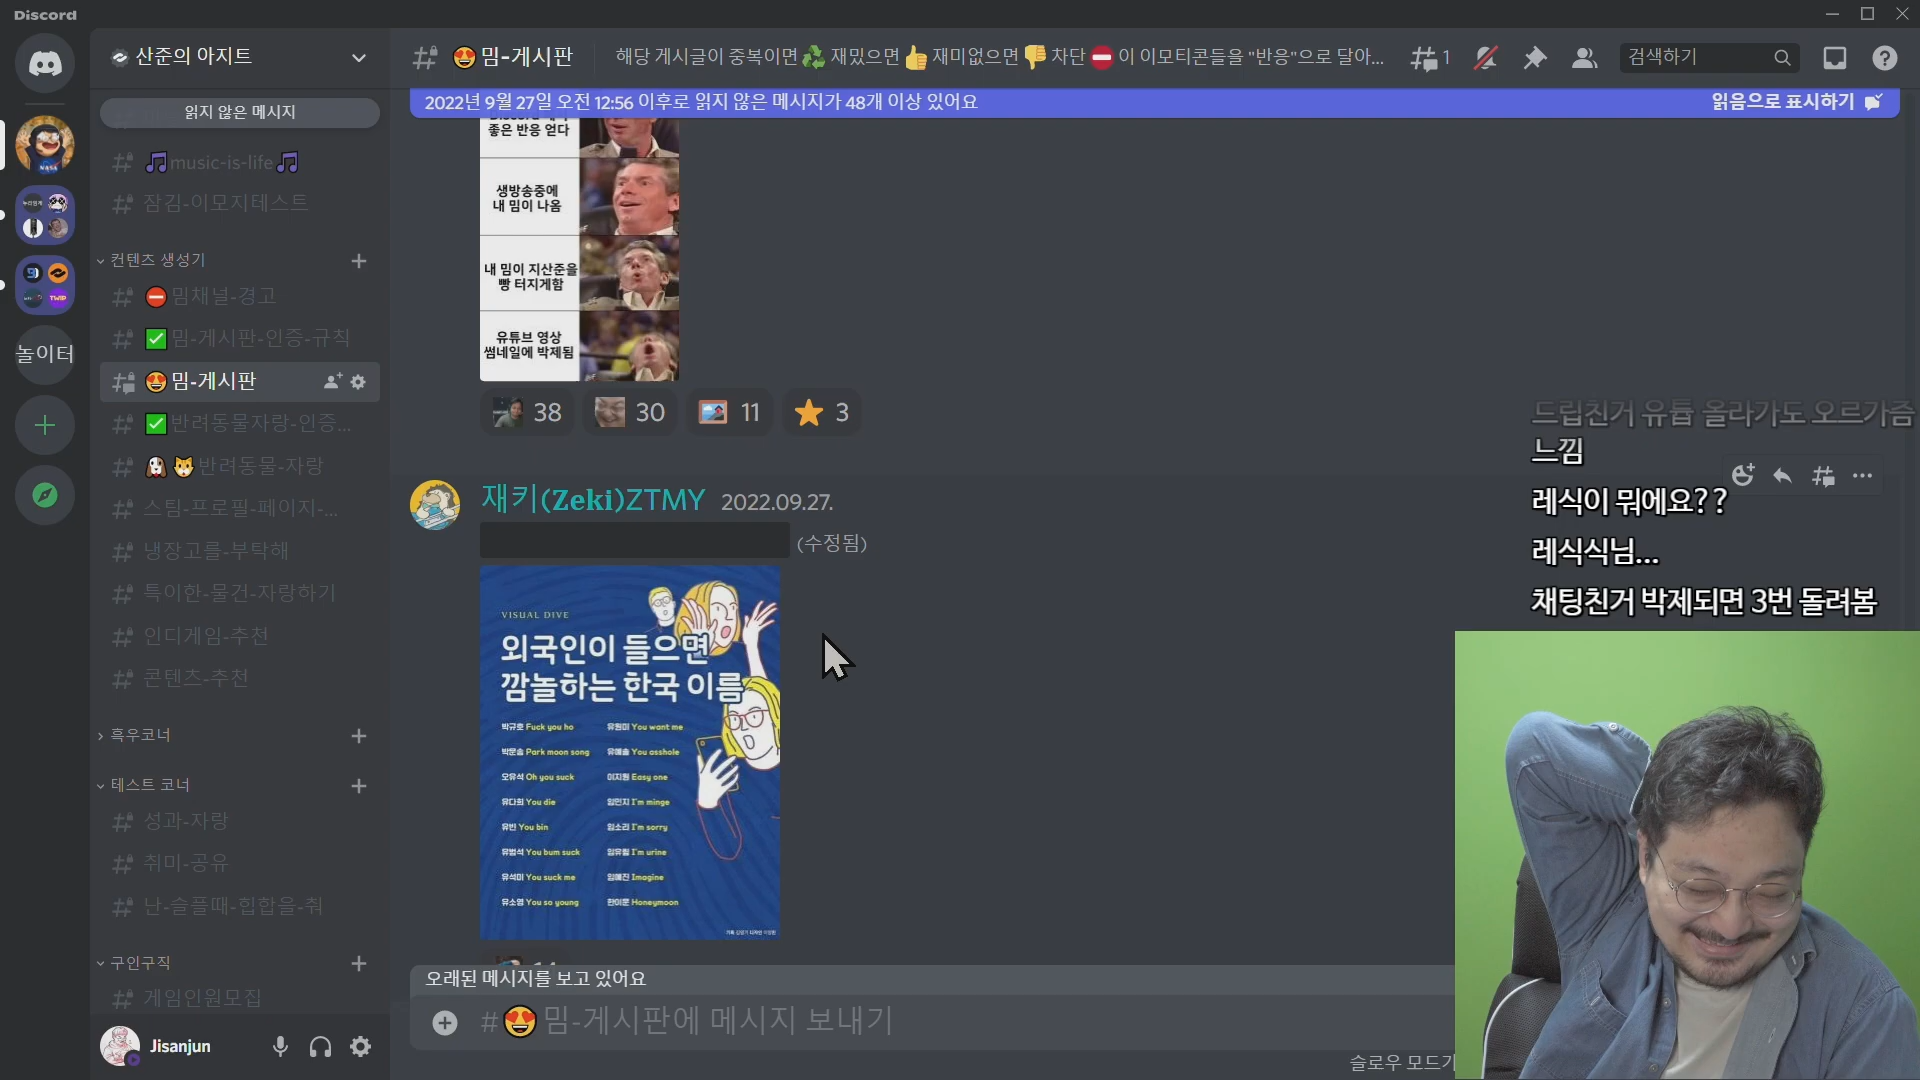 Discord
산준의 아지트
밈-게시판
해당 게시글이 중복이면 재밌으면 재미없으면 차단 이 이모티콘들을 "반응"으로 달아...
1
검색하기
읽지 않은 메시지
2022년 9월 27일 오전 12:56 이후로 읽지 않은 메시지가 48개 이상 있어요
읽음으로 표시하기
music-is-life
잠김-이모지테스트
컨텐츠 생성기
밈채널-경고
밈-게시판-인증-규칙
밈-게시판
반려동물자랑-인증...
반려동물-자랑
스팀-프로필-페이지-...
냉장고를-부탁해
특이한-물건-자랑하기
인디게임-추천
콘텐츠-추천
흑우코너
테스트 코너
성과-자랑
취미-공유
난-슬플때-힙합을-춰
구인구직
게임인원모집
Jisanjun
놀이터
좋은 반응 얻다
생방송중에
내 밈이 나옴
내 밈이 지산준을
빵 터지게함
유튜브 영상
썸네일에 박제됨
38
30
11
3
재키(Zeki)ZTMY 2022.09.27.
(수정됨)
VISUAL DIVE
외국인이 들으면
깜놀하는 한국 이름
박규호 Fuck you ho
유원미 You want me
박문송 Park moon song
유애솔 You asshole
오유석 Oh you suck
이지원 Easy one
유다희 You die
임민지 I'm minge
유빈 You bin
임소리 I'm sorry
유범석 You bum suck
임유림 I'm urine
유석미 You suck me
임애진 Imagine
유소영 You so young
한이문 Honeymoon
오래된 메시지를 보고 있어요
#밈-게시판에 메시지 보내기
슬로우 모드가
드립친거 유튭 올라가도 오르가즘
느낌
레식이 뭐에요??
레식식님...
채팅친거 박제되면 3번 돌려봄